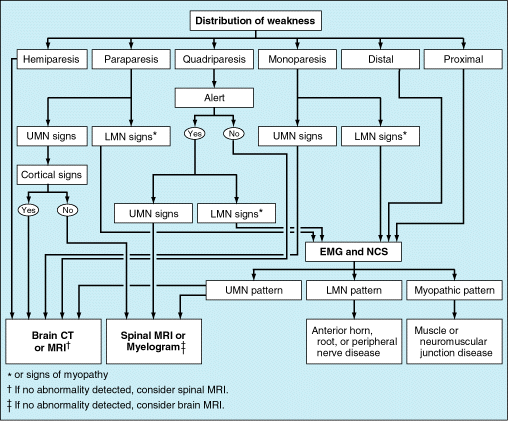 Distribution of weakness
Hemiparesis
Paraparesis
Quadriparesis
Monoparesis
Distal
Proximal
Alert
UMN signs
LMN signs*
Yes
No
UMN signs
LMN signs*
Cortical signs
Yes
No
UMN signs
LMN signs*
EMG and NCS
UMN pattern
LMN pattern
Myopathic pattern
Brain CT
or MRI†
Spinal MRI or
Myelogram‡
Anterior horn,
root, or peripheral
nerve disease
Muscle or
neuromuscular
junction disease
* or signs of myopathy
† If no abnormality detected, consider spinal MRI.
‡ If no abnormality detected, consider brain MRI.